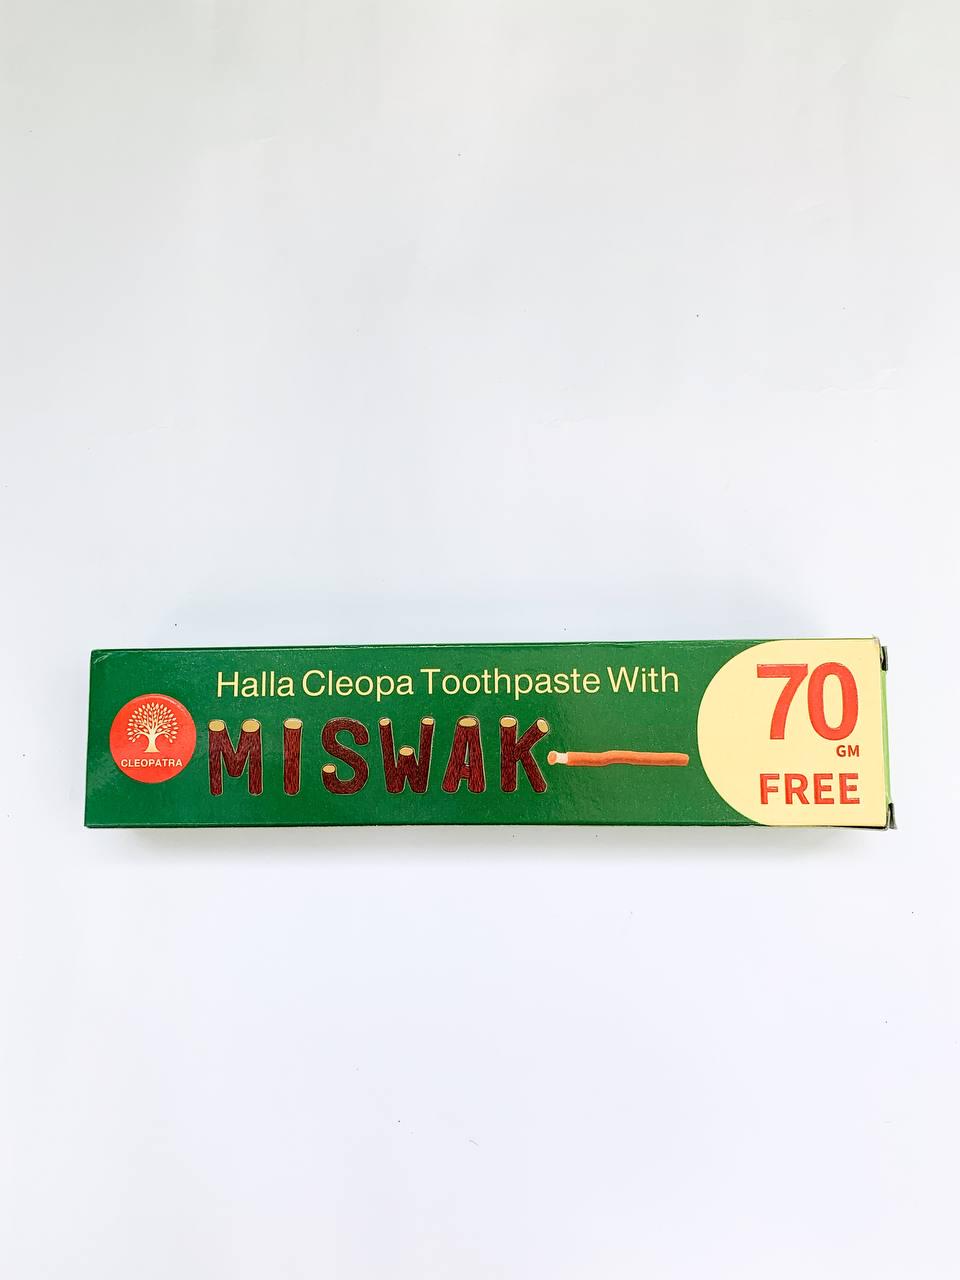 Halla Cleopa Toothpaste With
MISWAK
CLEOPATRA
70
GM
FREE